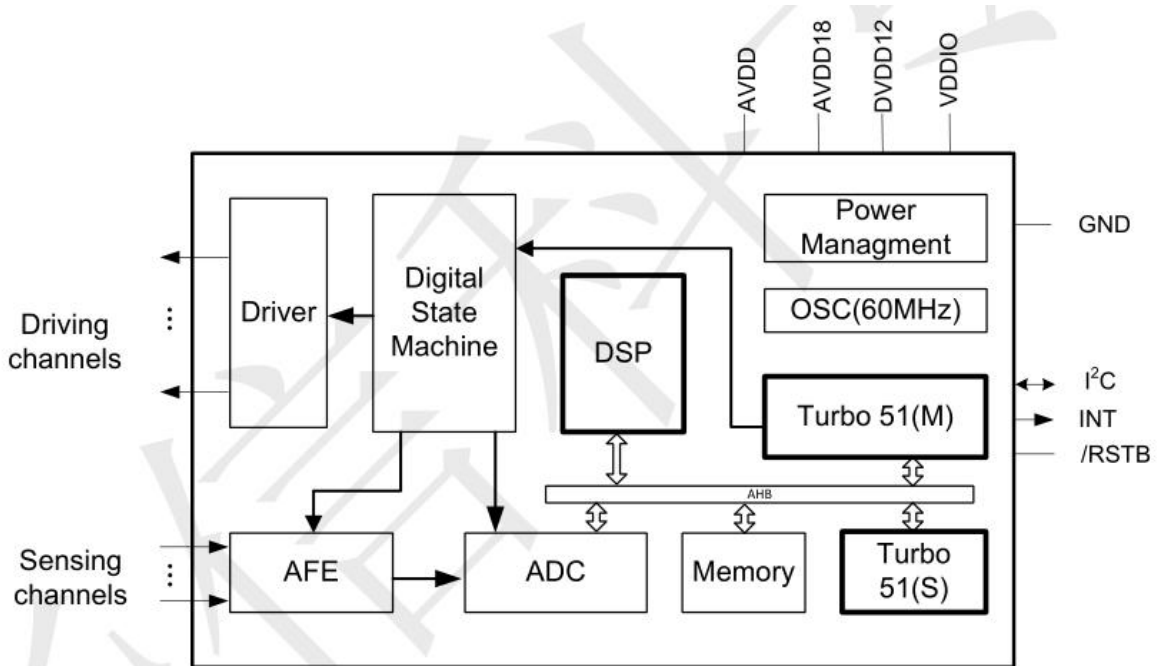 AVDD
AVDD18
DVDD12
VDDIO
Power
Managment
GND
Driver
Digital
State
Machine
OSC(60MHz)
DSP
Driving
channels
I²C
Turbo 51(M)
INT
/RSTB
AHB
Sensing
channels
AFE
ADC
Memory
Turbo
51(S)